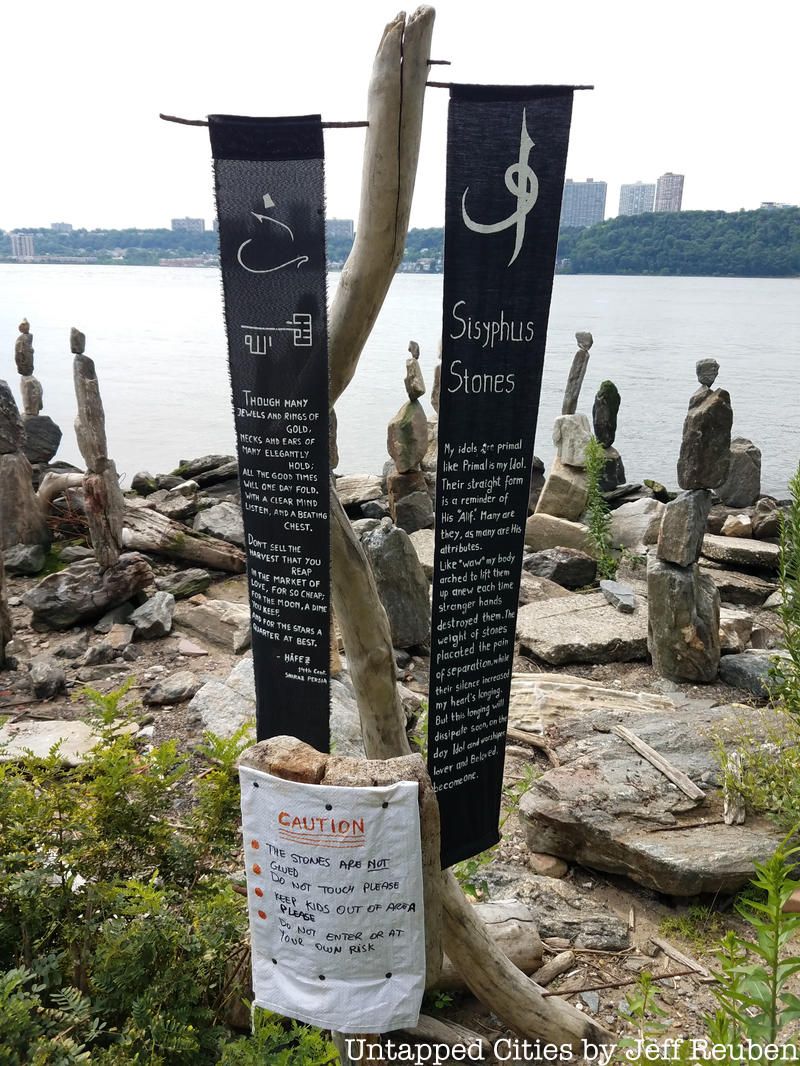 الله
THOUGH MANY
JEWELS AND RINGS OF
GOLD,
NECKS AND EARS OF
MANY ELEGANTLY
HOLD;
ALL THE GOOD TIMES
WILL ONE DAY FOLD.
WITH A CLEAR MIND
LISTEN, AND A BEATING
CHEST.
DON'T SELL THE
HARVEST THAT YOU
REAP
IN THE MARKET OF
LOVE, FOR SO CHEAP;
FOR THE MOON, A DIME
YOU KEEP,
AND FOR THE STARS A
QUARTER AT BEST.
- HÁFEZ
14TH CENT.
SHIRAZ PERSIA
Sisyphus
Stones
My idols are primal
like Primal is my Idol.
Their straight form
is a reminder of
His "Alif." Many are
they, as many are His
attributes.
Like "waw" my body
arched to lift them
up anew each time
stranger hands
destroyed them. The
weight of stones
placated the pain
of separation, while
their silence increased
my heart's longing.
But this longing will
dissipate soon, on the
day Idol and worshiper
lover and Beloved,
become one.
CAUTION
THE STONES ARE NOT
GLUED
DO NOT TOUCH PLEASE
KEEP KIDS OUT OF AREA
PLEASE
DO NOT ENTER OR AT
YOUR OWN RISK
Untapped Cities by Jeff Reuben